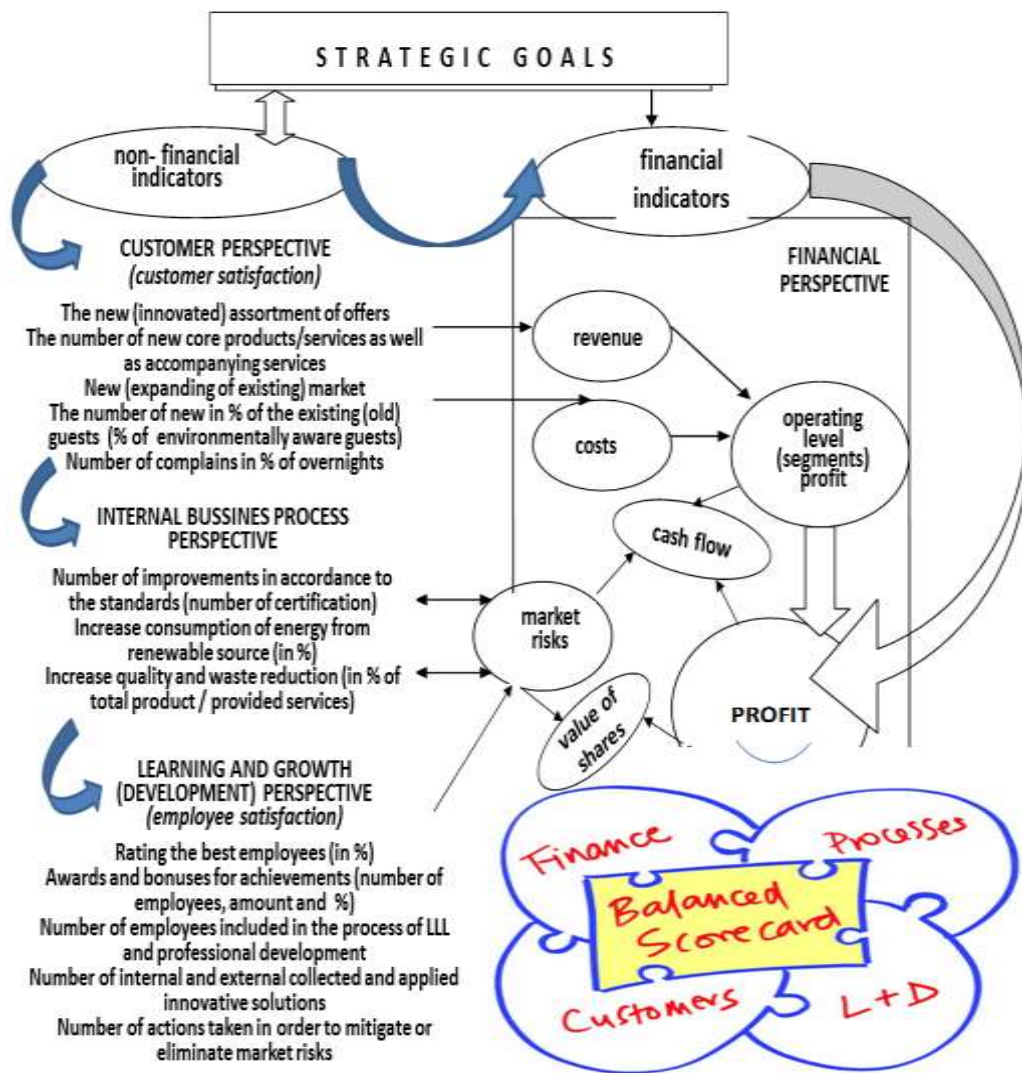 STRATEGIC GOALS
non- financial
indicators
financial
indicators
CUSTOMER PERSPECTIVE
(customer satisfaction)
The new (innovated) assortment of offers
The number of new core products/services as well
as accompanying services
New (expanding of existing) market
The number of new in % of the existing (old)
guests (% of environmentally aware guests)
Number of complains in % of overnights
INTERNAL BUSSINES PROCESS
PERSPECTIVE
Number of improvements in accordance to
the standards (number of certification)
Increase consumption of energy from
renewable source (in %)
Increase quality and waste reduction (in % of
total product / provided services)
LEARNING AND GROWTH
(DEVELOPMENT) PERSPECTIVE
(employee satisfaction)
Rating the best employees (in %)
Awards and bonuses for achievements (number of
employees, amount and %)
Number of employees included in the process of LLL
and professional development
Number of internal and external collected and applied
innovative solutions
Number of actions taken in order to mitigate or
eliminate market risks
FINANCIAL
PERSPECTIVE
revenue
costs
operating
level
(segments)
profit
cash flow
market
risks
value of
shares
PROFIT
Finance
Processes
Balanced
Scorecard
Customers
L+D